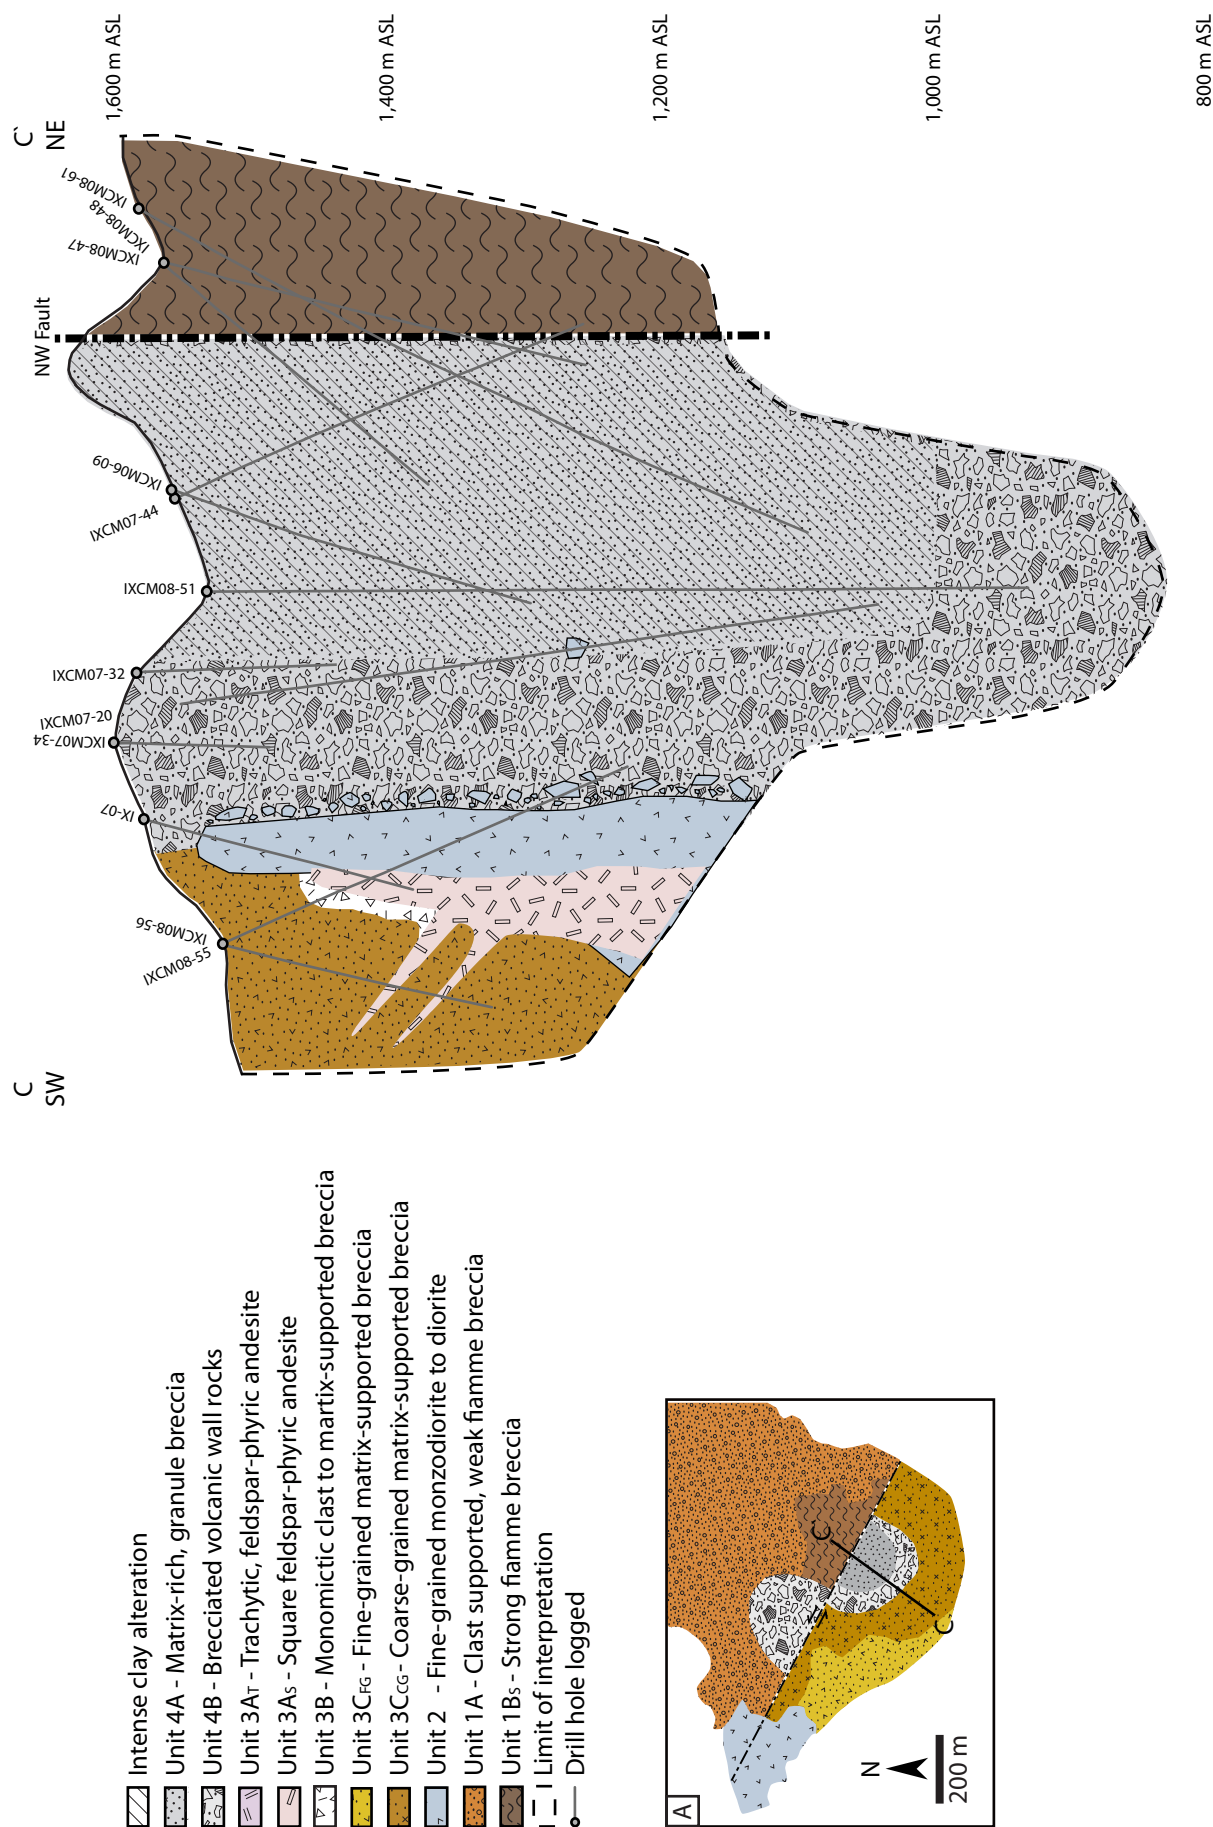 C
SW
C`
NE
1,600 m ASL
1,400 m ASL
1,200 m ASL
1,000 m ASL
800 m ASL
NW Fault
IXCM08-55
IXCM08-56
IX-07
IXCM07-34
IXCM07-20
IXCM07-32
IXCM08-51
IXCM07-44
IXCM06-09
IXCM08-47
IXCM08-48
IXCM08-61
Intense clay alteration
Unit 4A - Matrix-rich, granule breccia
Unit 4B - Brecciated volcanic wall rocks
Unit 3AT - Trachytic, feldspar-phyric andesite
Unit 3AS - Square feldspar-phyric andesite
Unit 3B - Monomictic clast to martix-supported breccia
Unit 3CFG - Fine-grained matrix-supported breccia
Unit 3CCG - Coarse-grained matrix-supported breccia
Unit 2 - Fine-grained monzodiorite to diorite
Unit 1A - Clast supported, weak fiamme breccia
Unit 1BS - Strong fiamme breccia
Limit of interpretation
Drill hole logged
A
C`
C
N
200 m